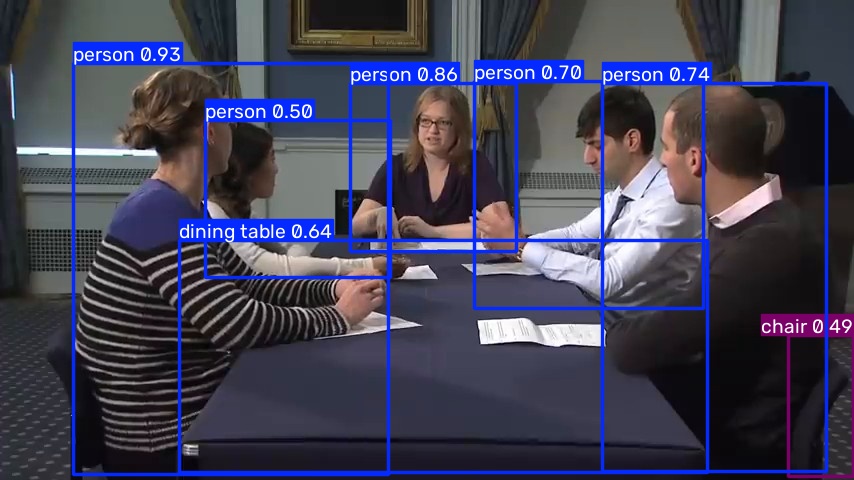 person 0.93
person 0.86
person 0.70
person 0.74
person 0.50
dining table 0.64
chair 0.49